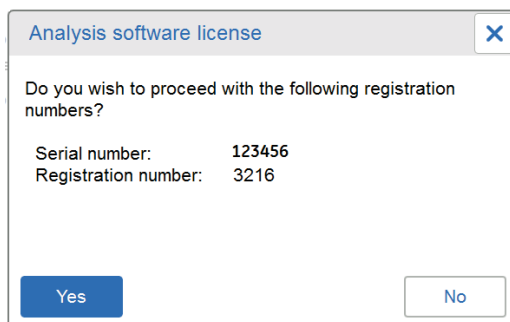 Analysis software license
Do you wish to proceed with the following registration
numbers?
Serial number: 123456
Registration number: 3216
Yes No